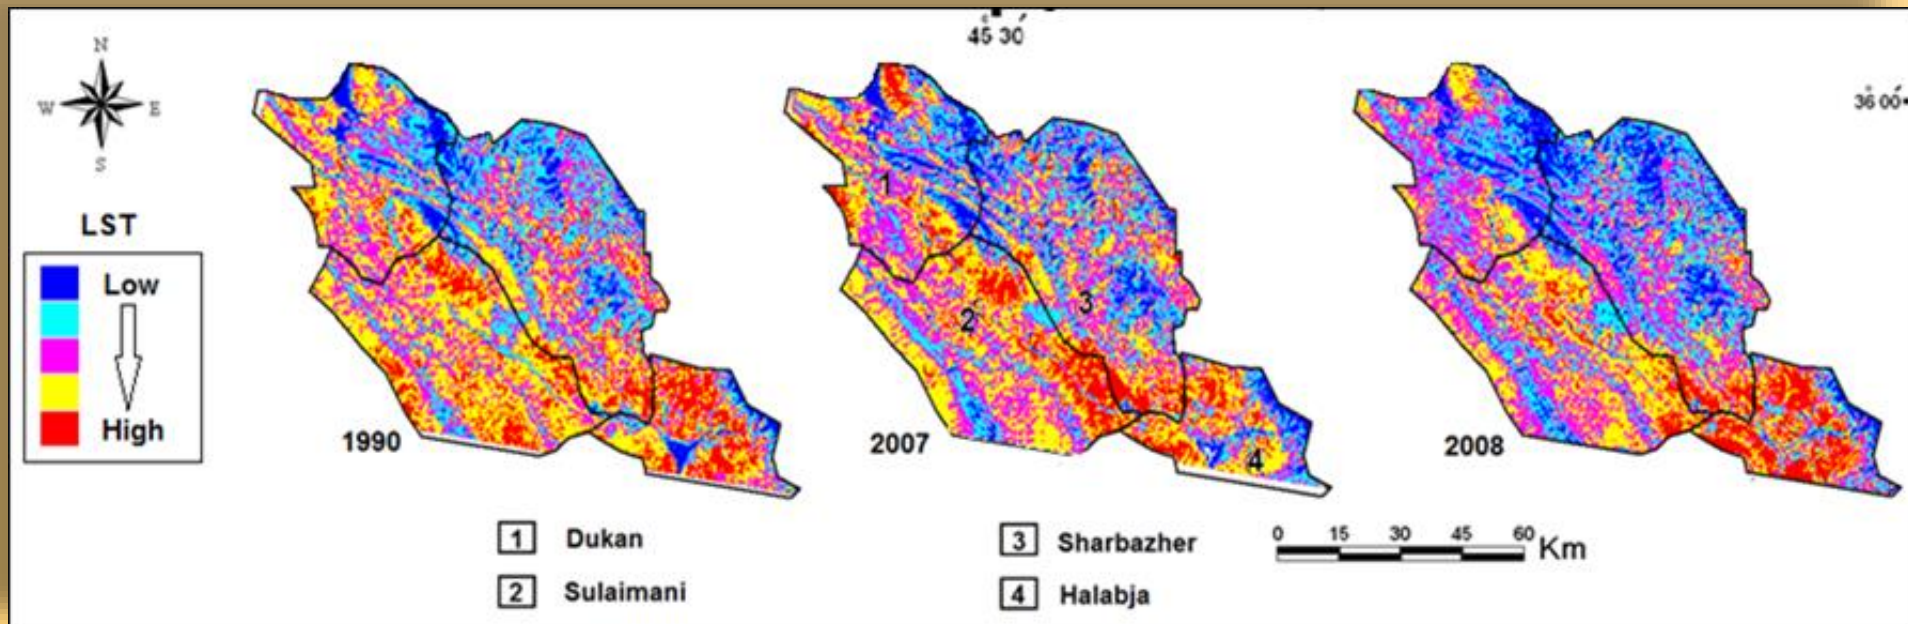 45 30
36 00
N
W E
S
LST
Low
High
1
2
3
4
1990
2007
2008
1 Dukan
2 Sulaimani
3 Sharbazher
4 Halabja
0 15 30 45 60 Km